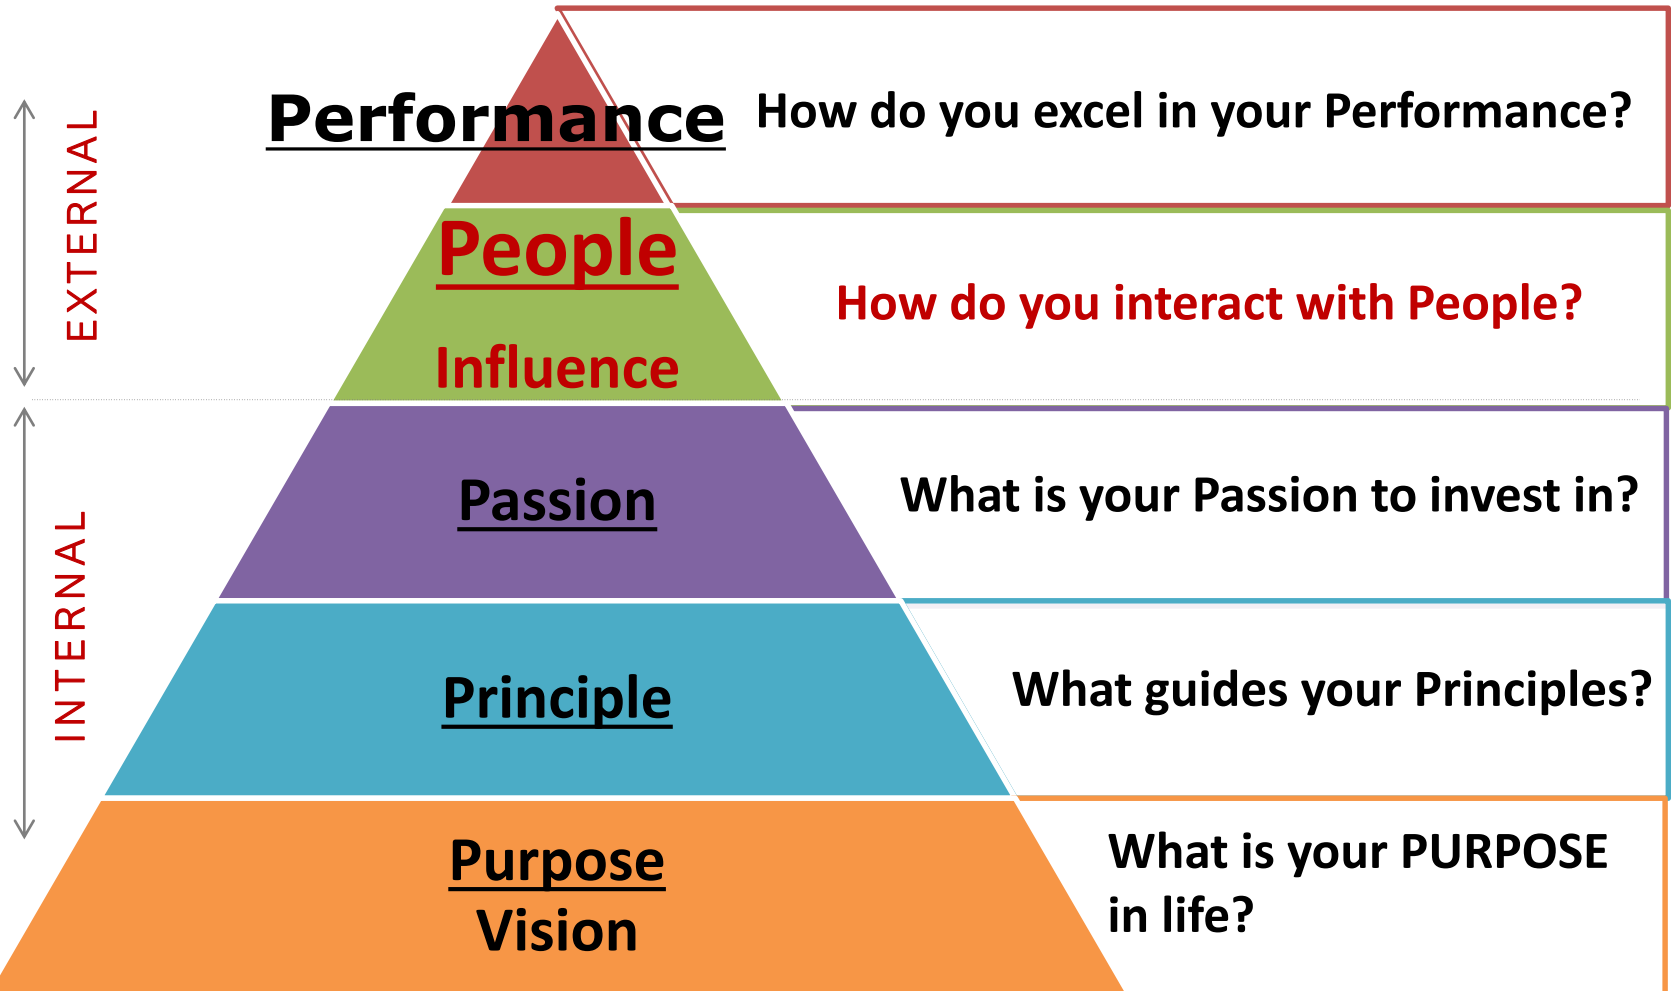 Performance
How do you excel in your Performance?
EXTERNAL
People
Influence
How do you interact with People?
Passion
What is your Passion to invest in?
INTERNAL
Principle
What guides your Principles?
Purpose
Vision
What is your PURPOSE
in life?